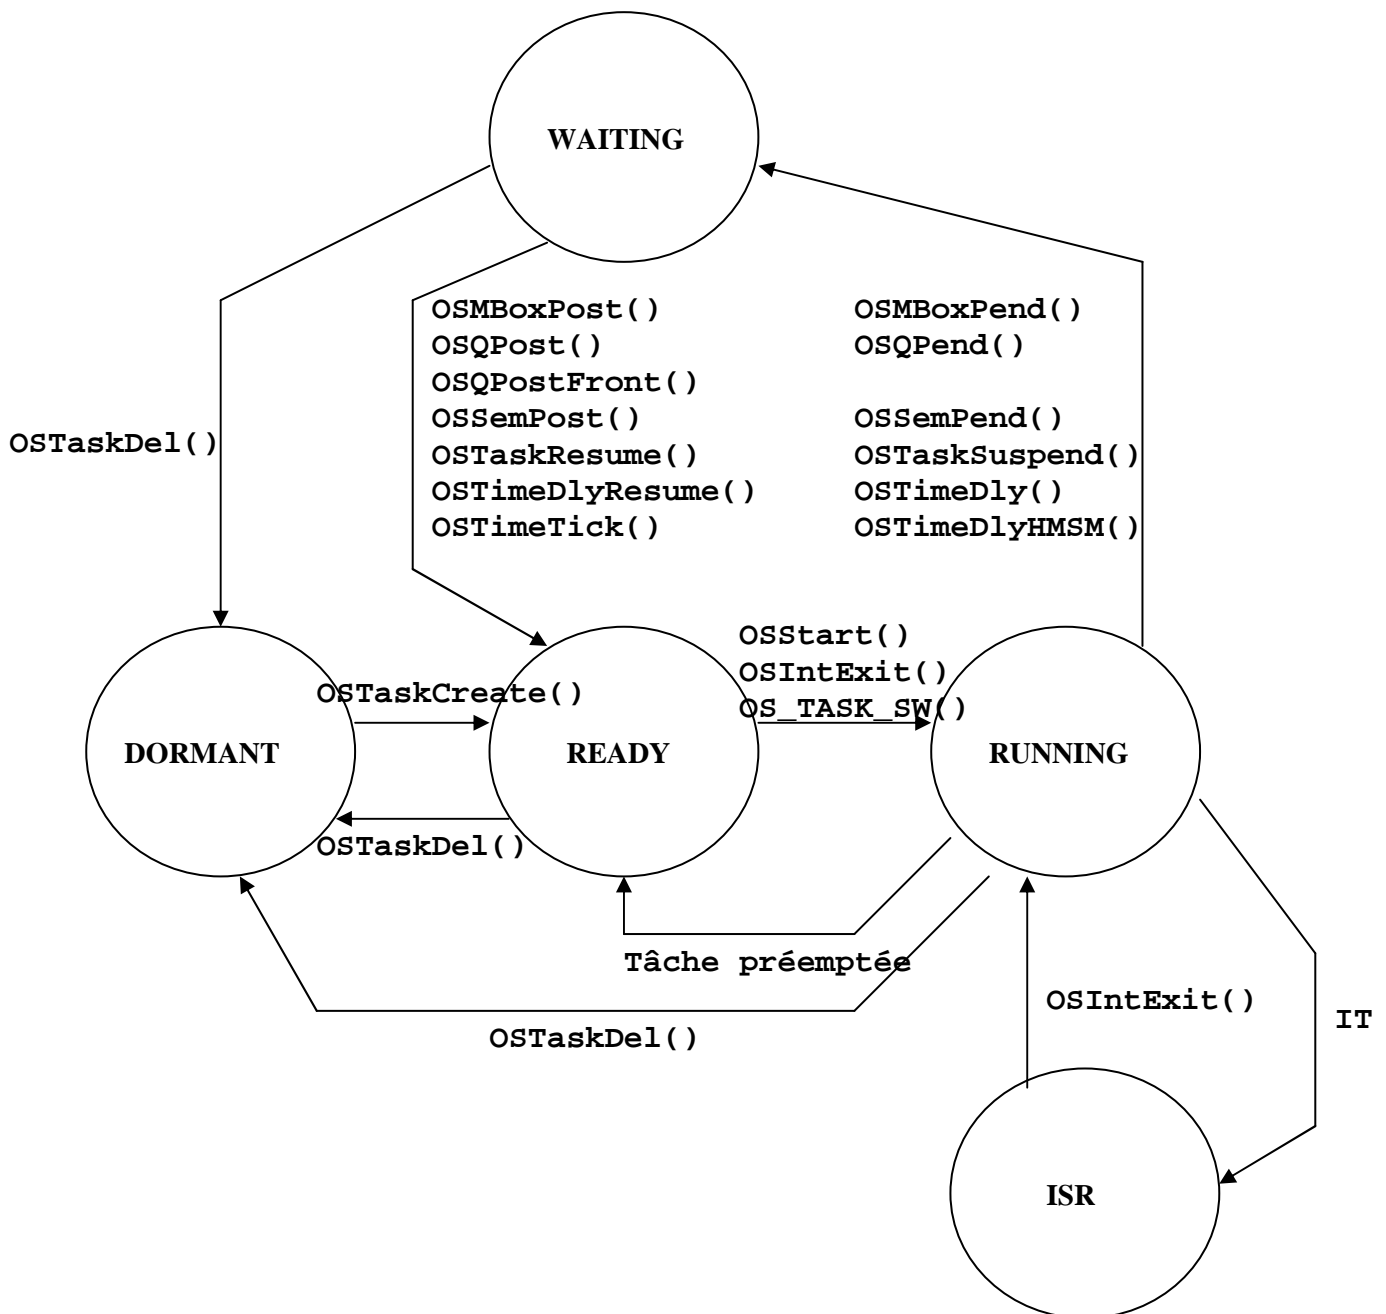 WAITING
OSMBoxPost()
OSMBoxPend()
OSQPost()
OSQPend()
OSQPostFront()
OSSemPost()
OSSemPend()
OSTaskDel()
OSTaskResume()
OSTaskSuspend()
OSTimeDlyResume()
OSTimeDly()
OSTimeTick()
OSTimeDlyHMSM()
OSStart()
OSIntExit()
OSTaskCreate()
OS_TASK_SW()
DORMANT
READY
RUNNING
OSTaskDel()
Tâche préemptée
OSIntExit()
IT
OSTaskDel()
ISR